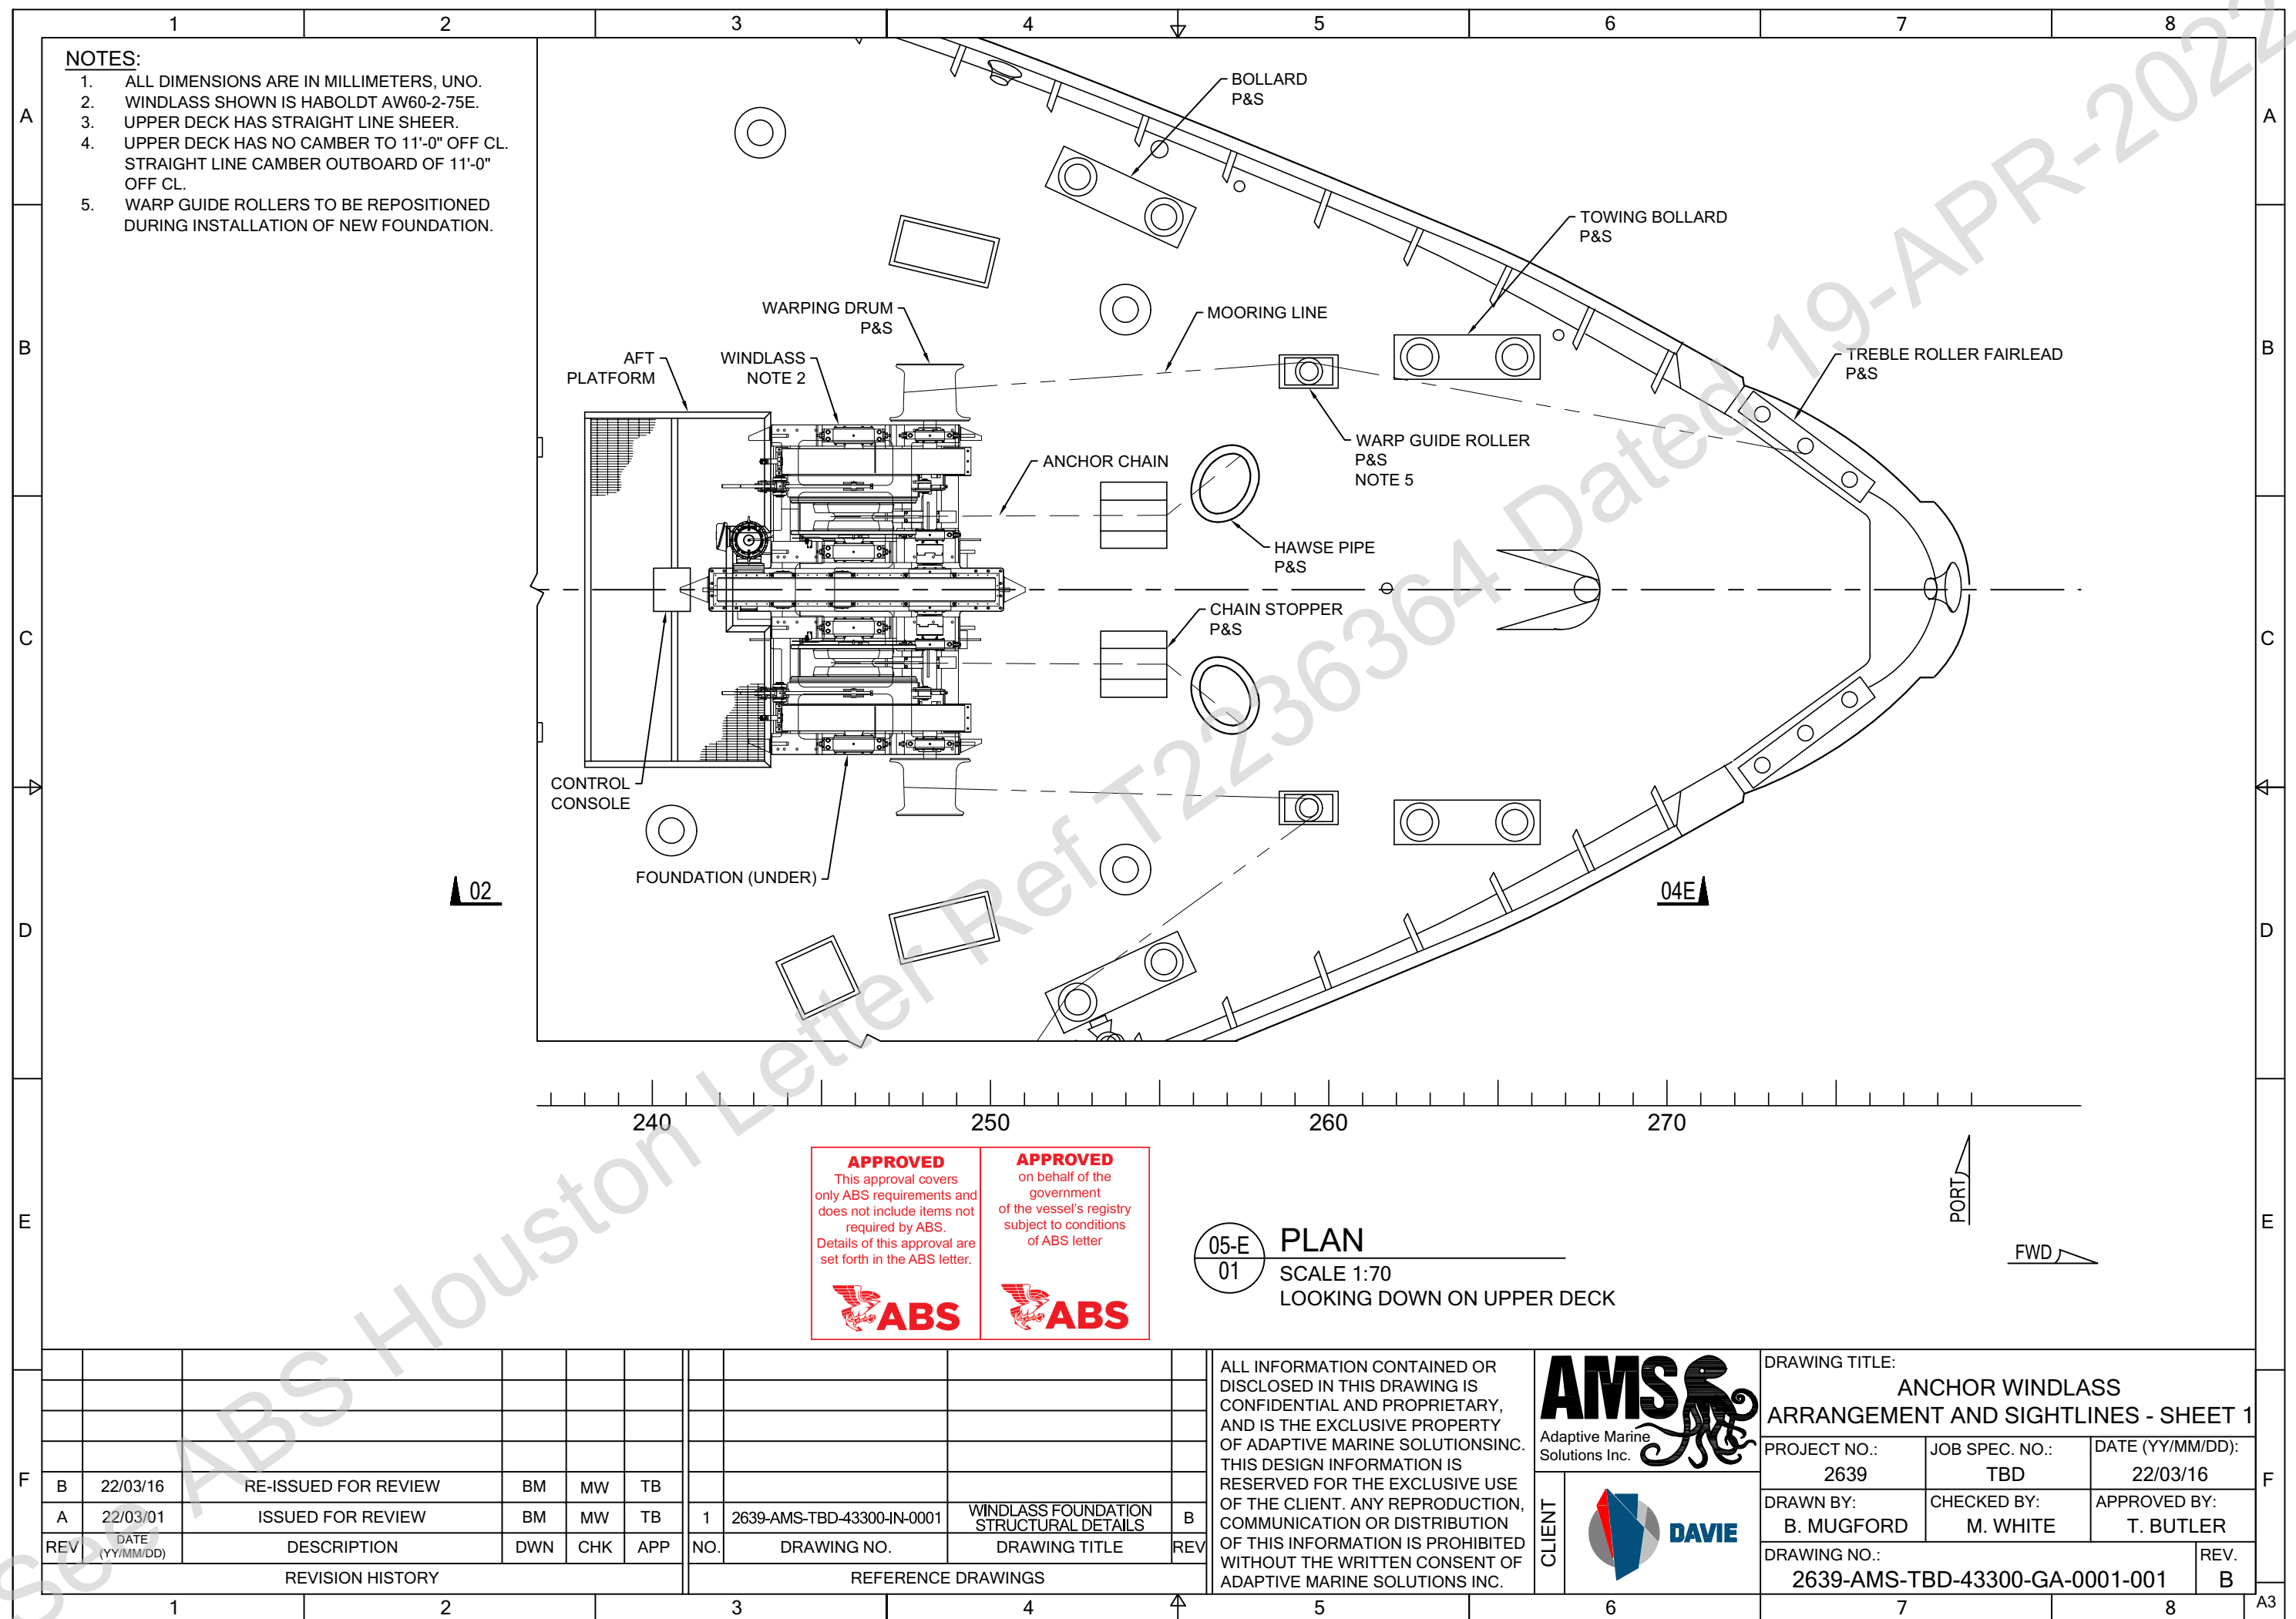 1 2 3 4 5 6 7 8
NOTES:
1. ALL DIMENSIONS ARE IN MILLIMETERS, UNO.
2. WINDLASS SHOWN IS HABOLDT AW60-2-75E.
3. UPPER DECK HAS STRAIGHT LINE SHEER.
4. UPPER DECK HAS NO CAMBER TO 11'-0" OFF CL.
STRAIGHT LINE CAMBER OUTBOARD OF 11'-0"
OFF CL.
5. WARP GUIDE ROLLERS TO BE REPOSITIONED
DURING INSTALLATION OF NEW FOUNDATION.
A
A
B
B
C
C
D
D
E
E
F
F
BOLLARD
P&S
TOWING BOLLARD
P&S
WARPING DRUM
P&S
MOORING LINE
AFT
PLATFORM
WINDLASS
NOTE 2
TREBLE ROLLER FAIRLEAD
P&S
WARP GUIDE ROLLER
P&S
NOTE 5
ANCHOR CHAIN
HAWSE PIPE
P&S
CHAIN STOPPER
P&S
CONTROL
CONSOLE
FOUNDATION (UNDER)
02
04E
240 250 260 270
APPROVED
This approval covers
only ABS requirements and
does not include items not
required by ABS.
Details of this approval are
set forth in the ABS letter.
ABS
APPROVED
on behalf of the
government
of the vessel's registry
subject to conditions
of ABS letter
ABS
05-E
01
PLAN
SCALE 1:70
LOOKING DOWN ON UPPER DECK
PORT
FWD
See ABS Houston Letter Ref T2236364 Dated 19-APR-2022
B 22/03/16 RE-ISSUED FOR REVIEW BM MW TB
A 22/03/01 ISSUED FOR REVIEW BM MW TB
REV DATE (YY/MM/DD) DESCRIPTION DWN CHK APP
REVISION HISTORY
1 2639-AMS-TBD-43300-IN-0001 WINDLASS FOUNDATION STRUCTURAL DETAILS B
NO. DRAWING NO. DRAWING TITLE REV
REFERENCE DRAWINGS
ALL INFORMATION CONTAINED OR
DISCLOSED IN THIS DRAWING IS
CONFIDENTIAL AND PROPRIETARY,
AND IS THE EXCLUSIVE PROPERTY
OF ADAPTIVE MARINE SOLUTIONSINC.
THIS DESIGN INFORMATION IS
RESERVED FOR THE EXCLUSIVE USE
OF THE CLIENT. ANY REPRODUCTION,
COMMUNICATION OR DISTRIBUTION
OF THIS INFORMATION IS PROHIBITED
WITHOUT THE WRITTEN CONSENT OF
ADAPTIVE MARINE SOLUTIONS INC.
AMS
Adaptive Marine
Solutions Inc.
CLIENT
DAVIE
DRAWING TITLE:
ANCHOR WINDLASS
ARRANGEMENT AND SIGHTLINES - SHEET 1
PROJECT NO.: JOB SPEC. NO.: DATE (YY/MM/DD):
2639 TBD 22/03/16
DRAWN BY: CHECKED BY: APPROVED BY:
B. MUGFORD M. WHITE T. BUTLER
DRAWING NO.: REV.
2639-AMS-TBD-43300-GA-0001-001 B
1 2 3 4 5 6 7 8 A3